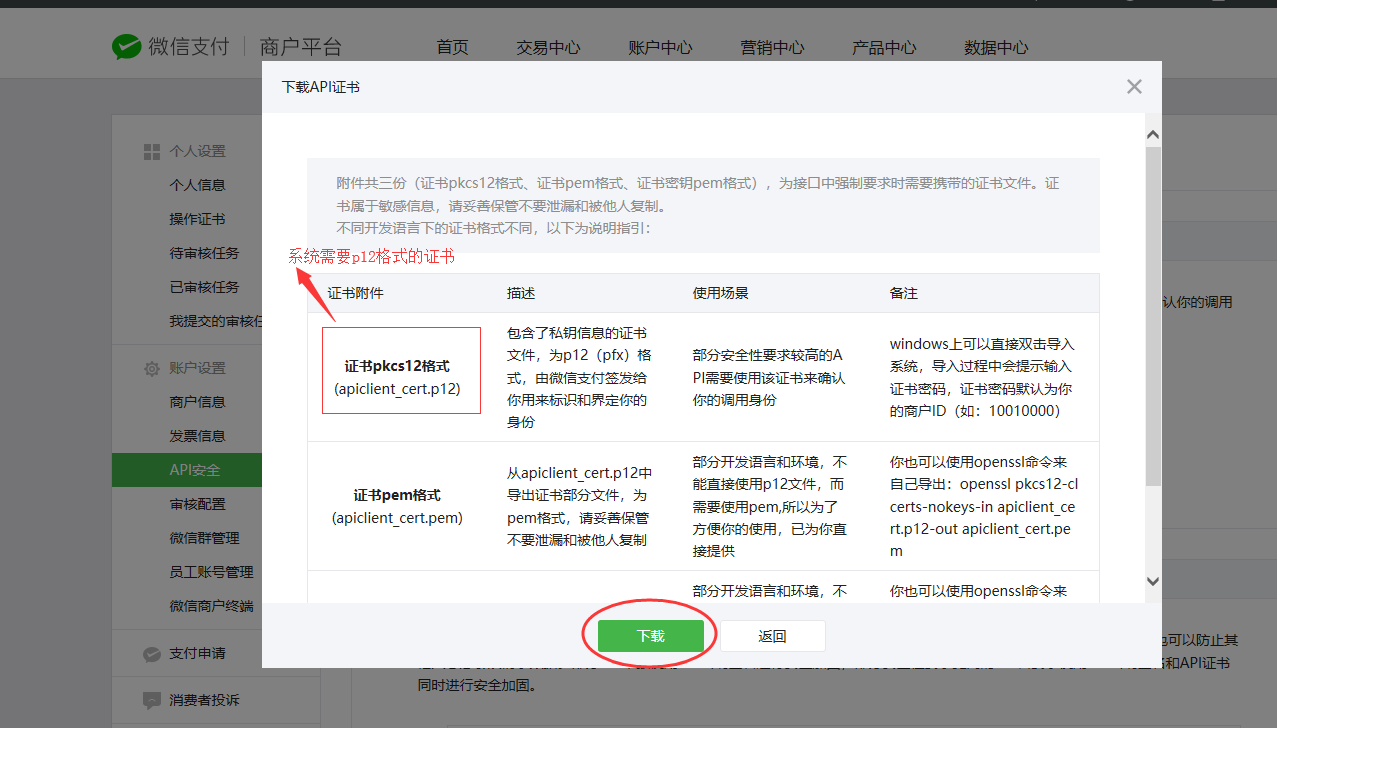 微信支付 商户平台
首页 交易中心 账户中心 营销中心 产品中心 数据中心
下载API证书
个人设置
个人信息
操作证书
待审核任务
已审核任务
我提交的审核任
账户设置
商户信息
发票信息
API安全
审核配置
微信群管理
员工账号管理
微信商户终端
支付申请
消费者投诉
附件共三份（证书pkcs12格式、证书pem格式、证书密钥pem格式），为接口中强制要求时需要携带的证书文件。证
书属于敏感信息，请妥善保管不要泄漏和被他人复制。
不同开发语言下的证书格式不同，以下为说明指引：
系统需要p12格式的证书
证书附件 描述 使用场景 备注
证书pkcs12格式
(apiclient_cert.p12)
包含了私钥信息的证书
文件，为p12（pfx）格
式，由微信支付签发给
你用来标识和界定你的
身份
部分安全性要求较高的A
PI需要使用该证书来确认
你的调用身份
windows上可以直接双击导入
系统，导入过程中会提示输入
证书密码，证书密码默认为你
的商户ID（如：10010000）
证书pem格式
(apiclient_cert.pem)
从apiclient_cert.p12中
导出证书部分文件，为
pem格式，请妥善保管
不要泄漏和被他人复制
部分开发语言和环境，不
能直接使用p12文件，而
需要使用pem,所以为了
方便你的使用，已为你直
接提供
你也可以使用openssl命令来
自己导出：openssl pkcs12-cl
certs-nokeys-in apiclient_ce
rt.p12-out apiclient_cert.pe
m
部分开发语言和环境，不
你也可以使用openssl命令来
下载 返回
认你的调用
也可以防止其
和API证书
同时进行安全加固。